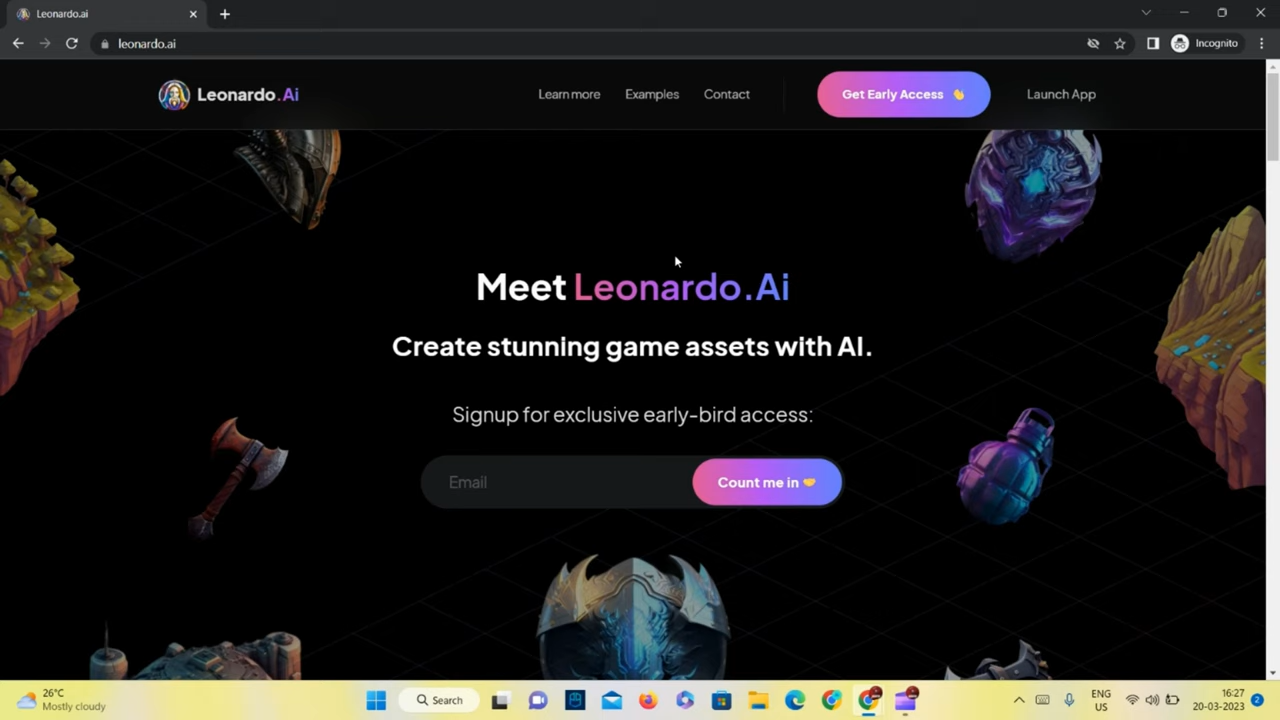 Leonardo.ai
leonardo.ai
Incognito
Leonardo.Ai
Learn more
Examples
Contact
Get Early Access
Launch App
Meet Leonardo.Ai
Create stunning game assets with AI.
Signup for exclusive early-bird access:
Email
Count me in
26°C
Mostly cloudy
Search
ENG
US
16:27
20-03-2023
2